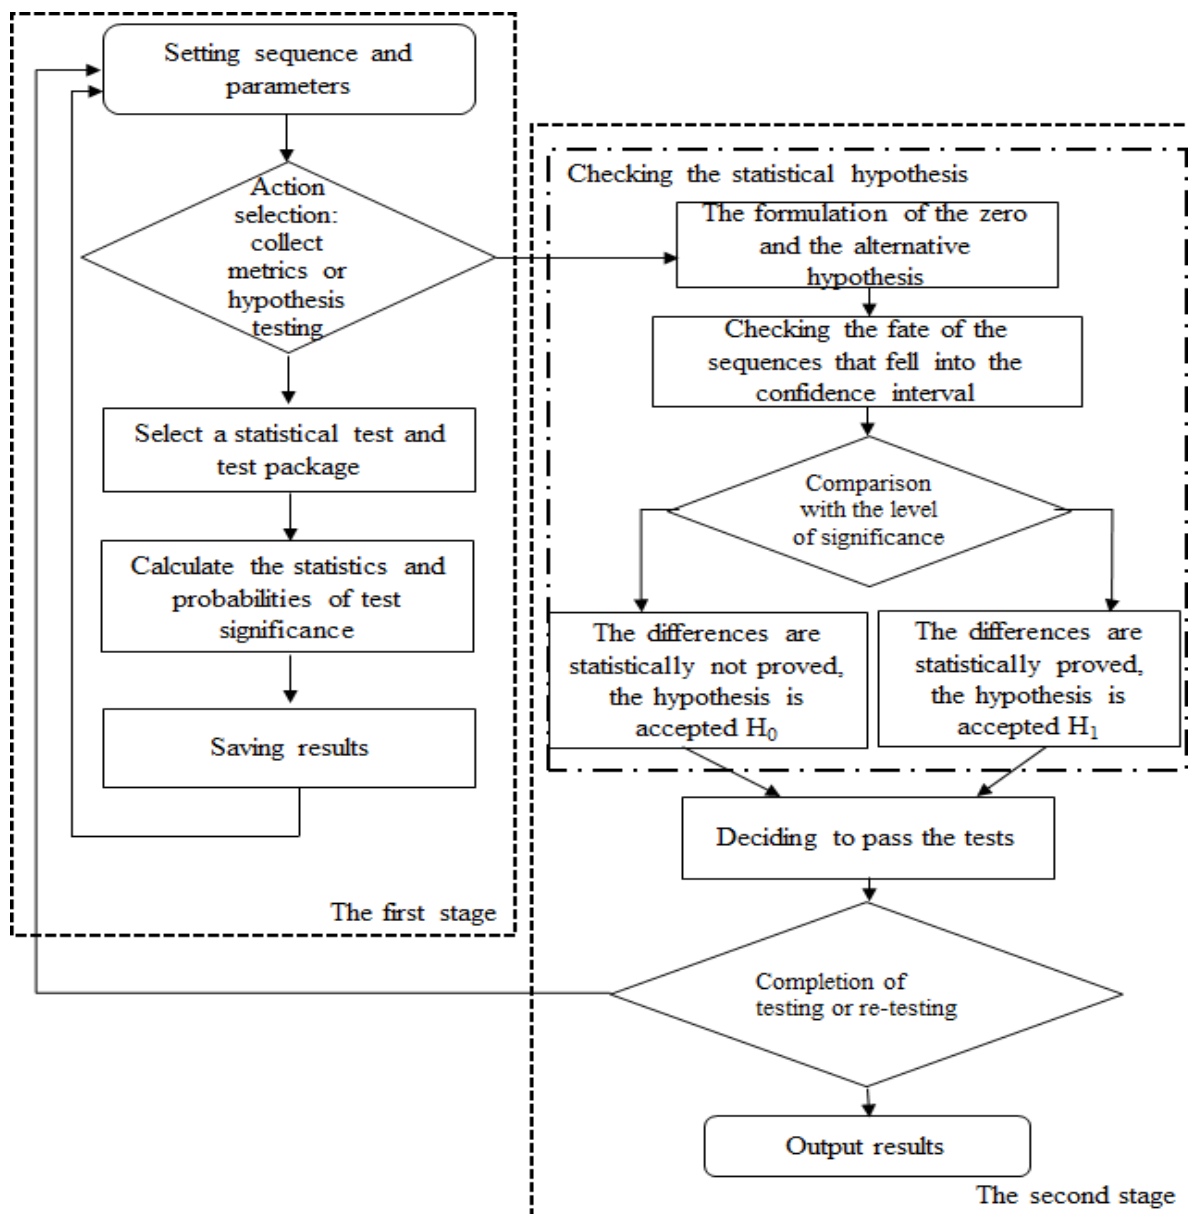 Setting sequence and
parameters
Action
selection:
collect
metrics or
hypothesis
testing
Select a statistical test and
test package
Calculate the statistics and
probabilities of test
significance
Saving results
The first stage
Checking the statistical hypothesis
The formulation of the zero
and the alternative
hypothesis
Checking the fate of the
sequences that fell into the
confidence interval
Comparison
with the level
of significance
The differences are
statistically not proved,
the hypothesis is
accepted H₀
The differences are
statistically proved,
the hypothesis is
accepted H₁
Deciding to pass the tests
Completion of
testing or re-testing
Output results
The second stage